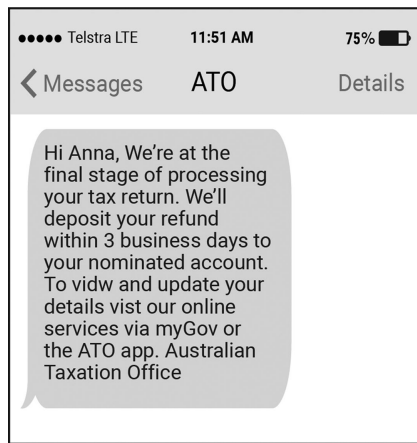 Telstra LTE 11:51 AM 75%
Messages ATO Details
Hi Anna, We’re at the
final stage of processing
your tax return. We’ll
deposit your refund
within 3 business days to
your nominated account.
To vidw and update your
details vist our online
services via myGov or
the ATO app. Australian
Taxation Office